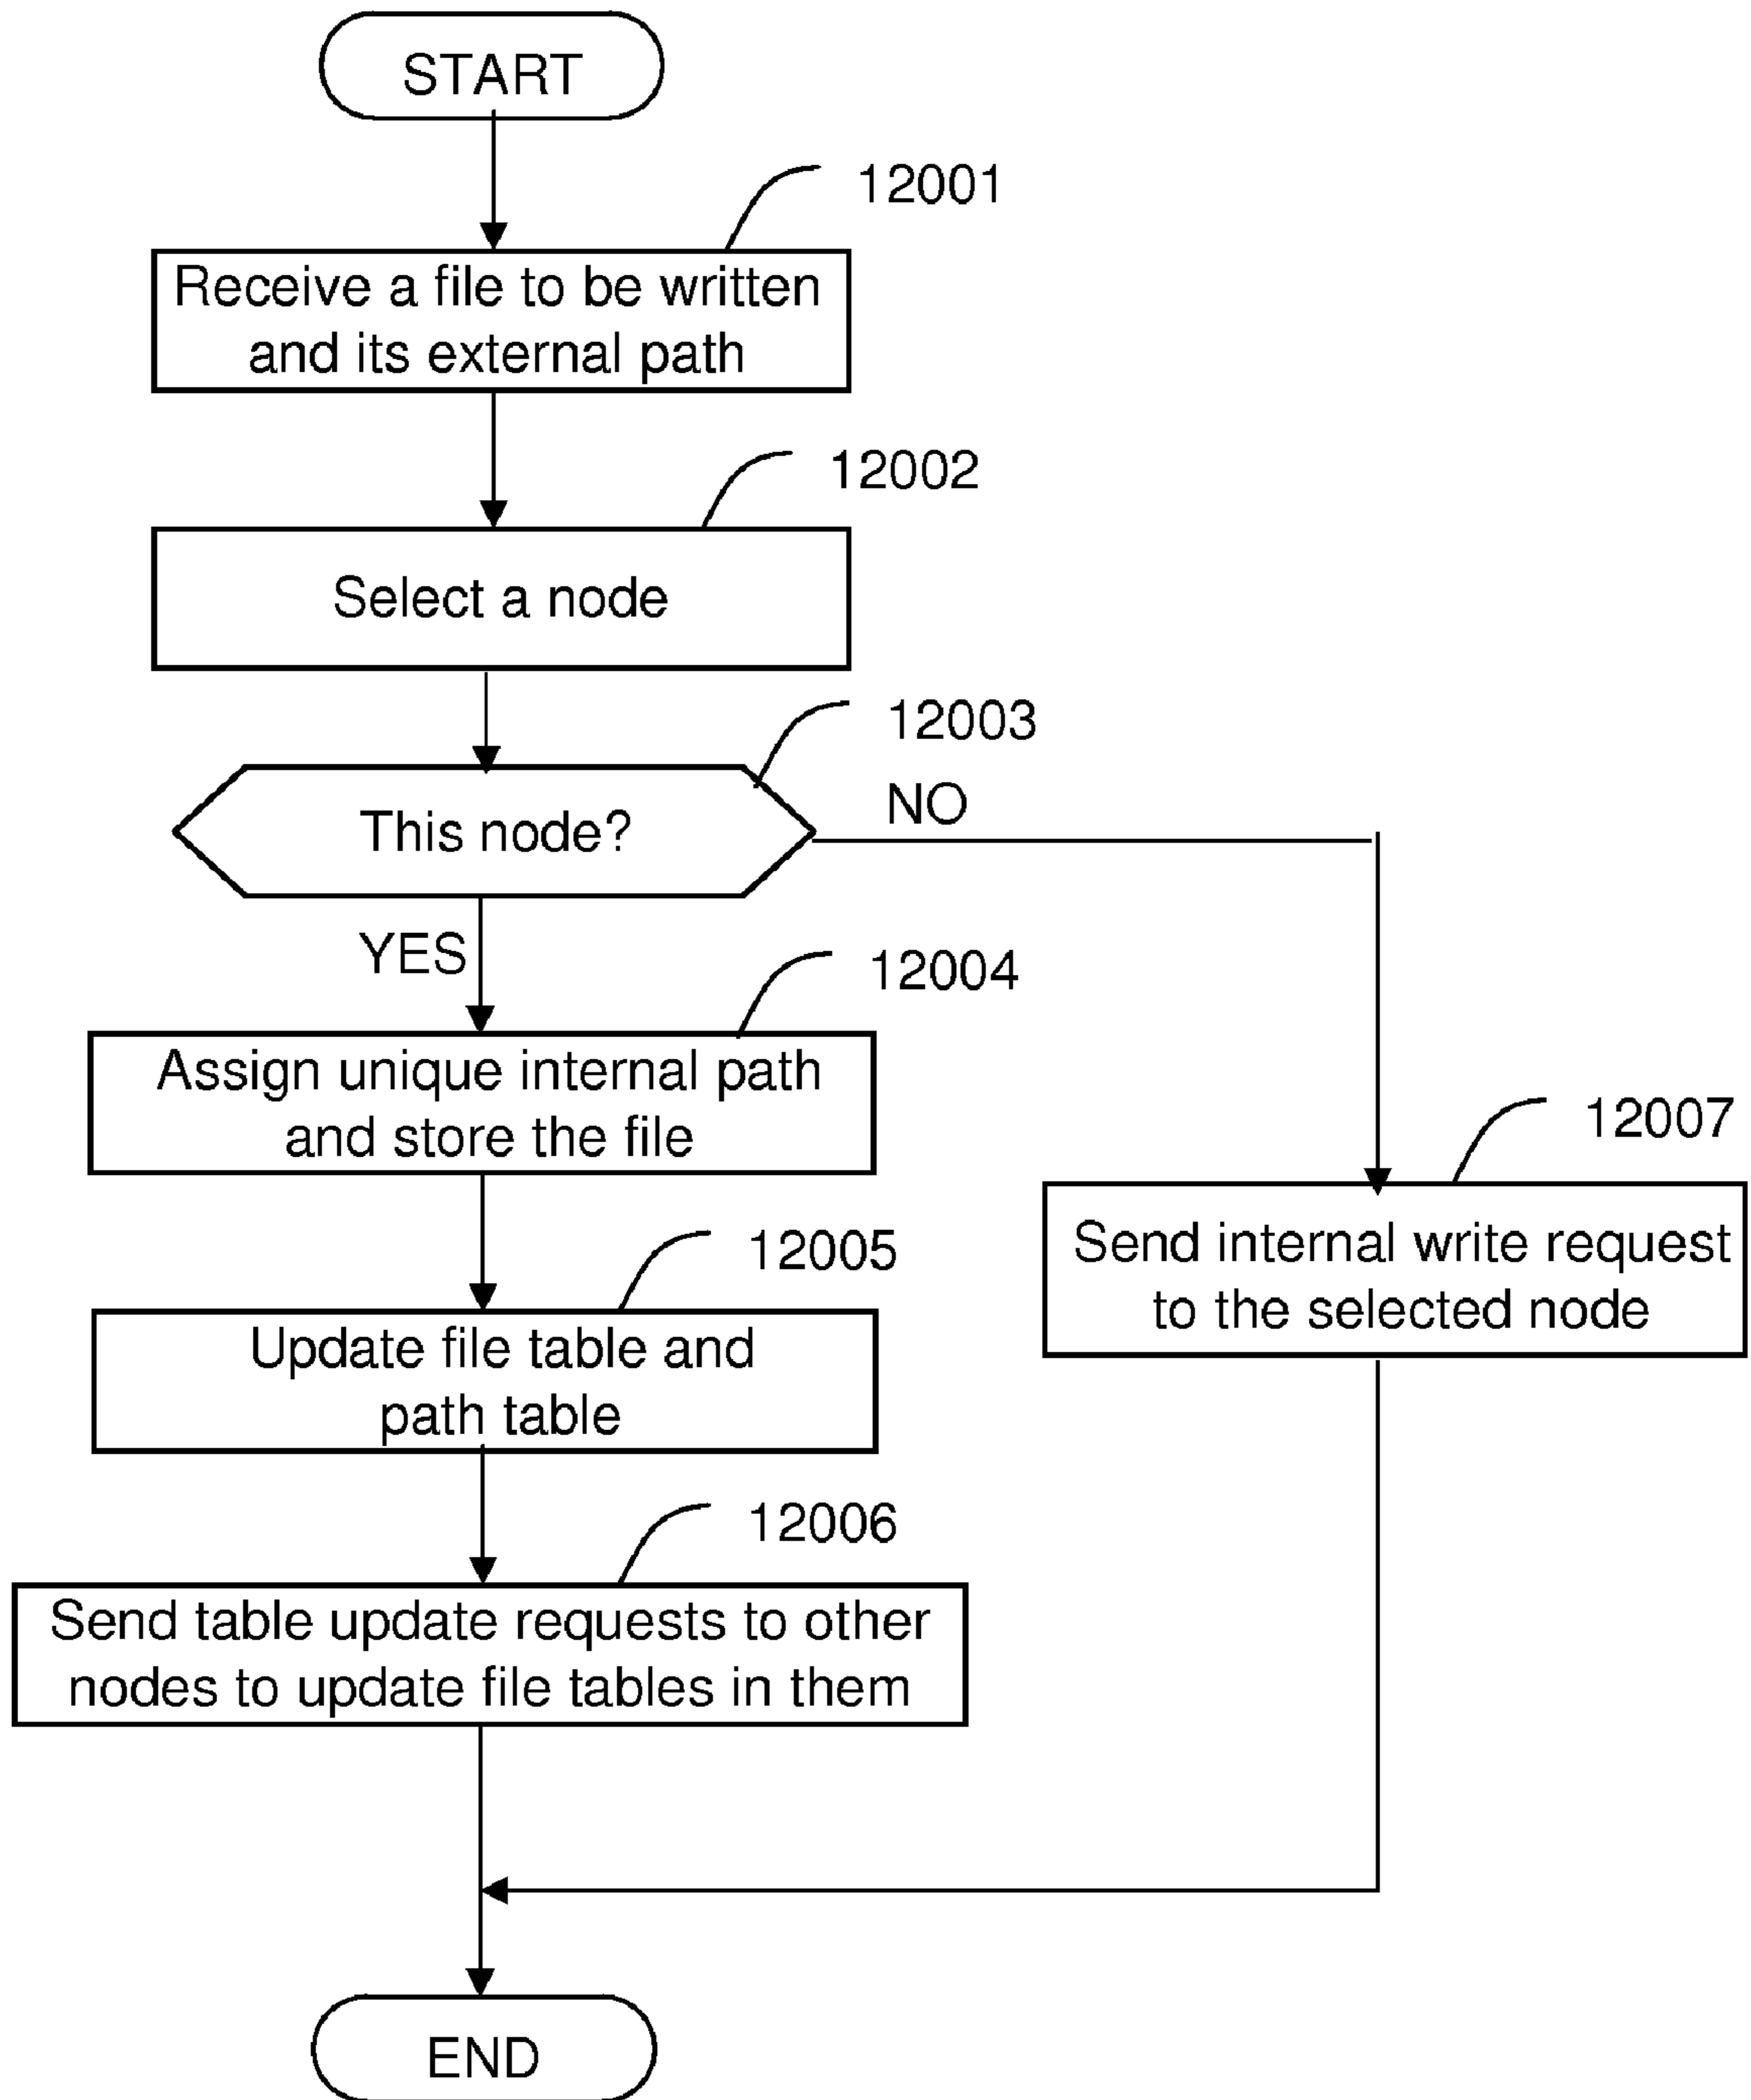 START
12001
Receive a file to be written
and its external path
12002
Select a node
12003
This node?
NO
YES
12004
Assign unique internal path
and store the file
12007
Send internal write request
to the selected node
12005
Update file table and
path table
12006
Send table update requests to other
nodes to update file tables in them
END